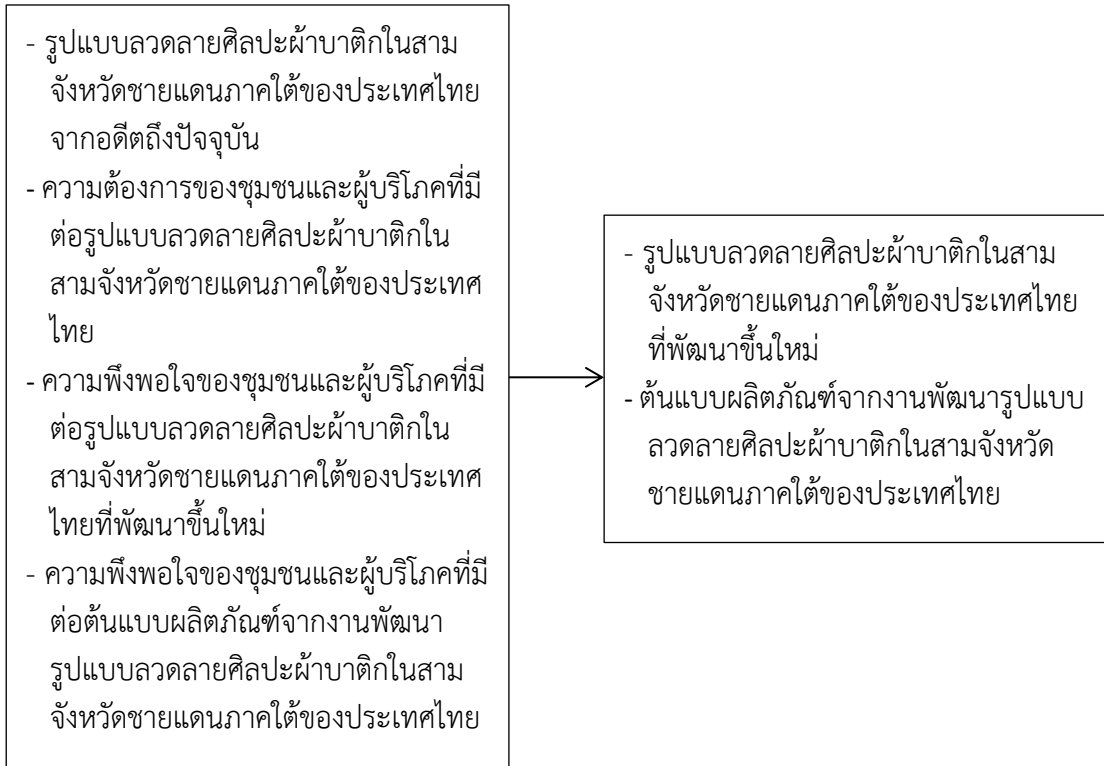 - รูปแบบลวดลายศิลปะผ้าบาติกในสาม
จังหวัดชายแดนภาคใต้ของประเทศไทย
จากอดีตถึงปัจจุบัน
- ความต้องการของชุมชนและผู้บริโภคที่มี
ต่อรูปแบบลวดลายศิลปะผ้าบาติกใน
สามจังหวัดชายแดนภาคใต้ของประเทศ
ไทย
- ความพึงพอใจของชุมชนและผู้บริโภคที่มี
ต่อรูปแบบลวดลายศิลปะผ้าบาติกใน
สามจังหวัดชายแดนภาคใต้ของประเทศ
ไทยที่พัฒนาขึ้นใหม่
- ความพึงพอใจของชุมชนและผู้บริโภคที่มี
ต่อต้นแบบผลิตภัณฑ์จากงานพัฒนา
รูปแบบลวดลายศิลปะผ้าบาติกในสาม
จังหวัดชายแดนภาคใต้ของประเทศไทย
- รูปแบบลวดลายศิลปะผ้าบาติกในสาม
จังหวัดชายแดนภาคใต้ของประเทศไทย
ที่พัฒนาขึ้นใหม่
- ต้นแบบผลิตภัณฑ์จากงานพัฒนารูปแบบ
ลวดลายศิลปะผ้าบาติกในสามจังหวัด
ชายแดนภาคใต้ของประเทศไทย